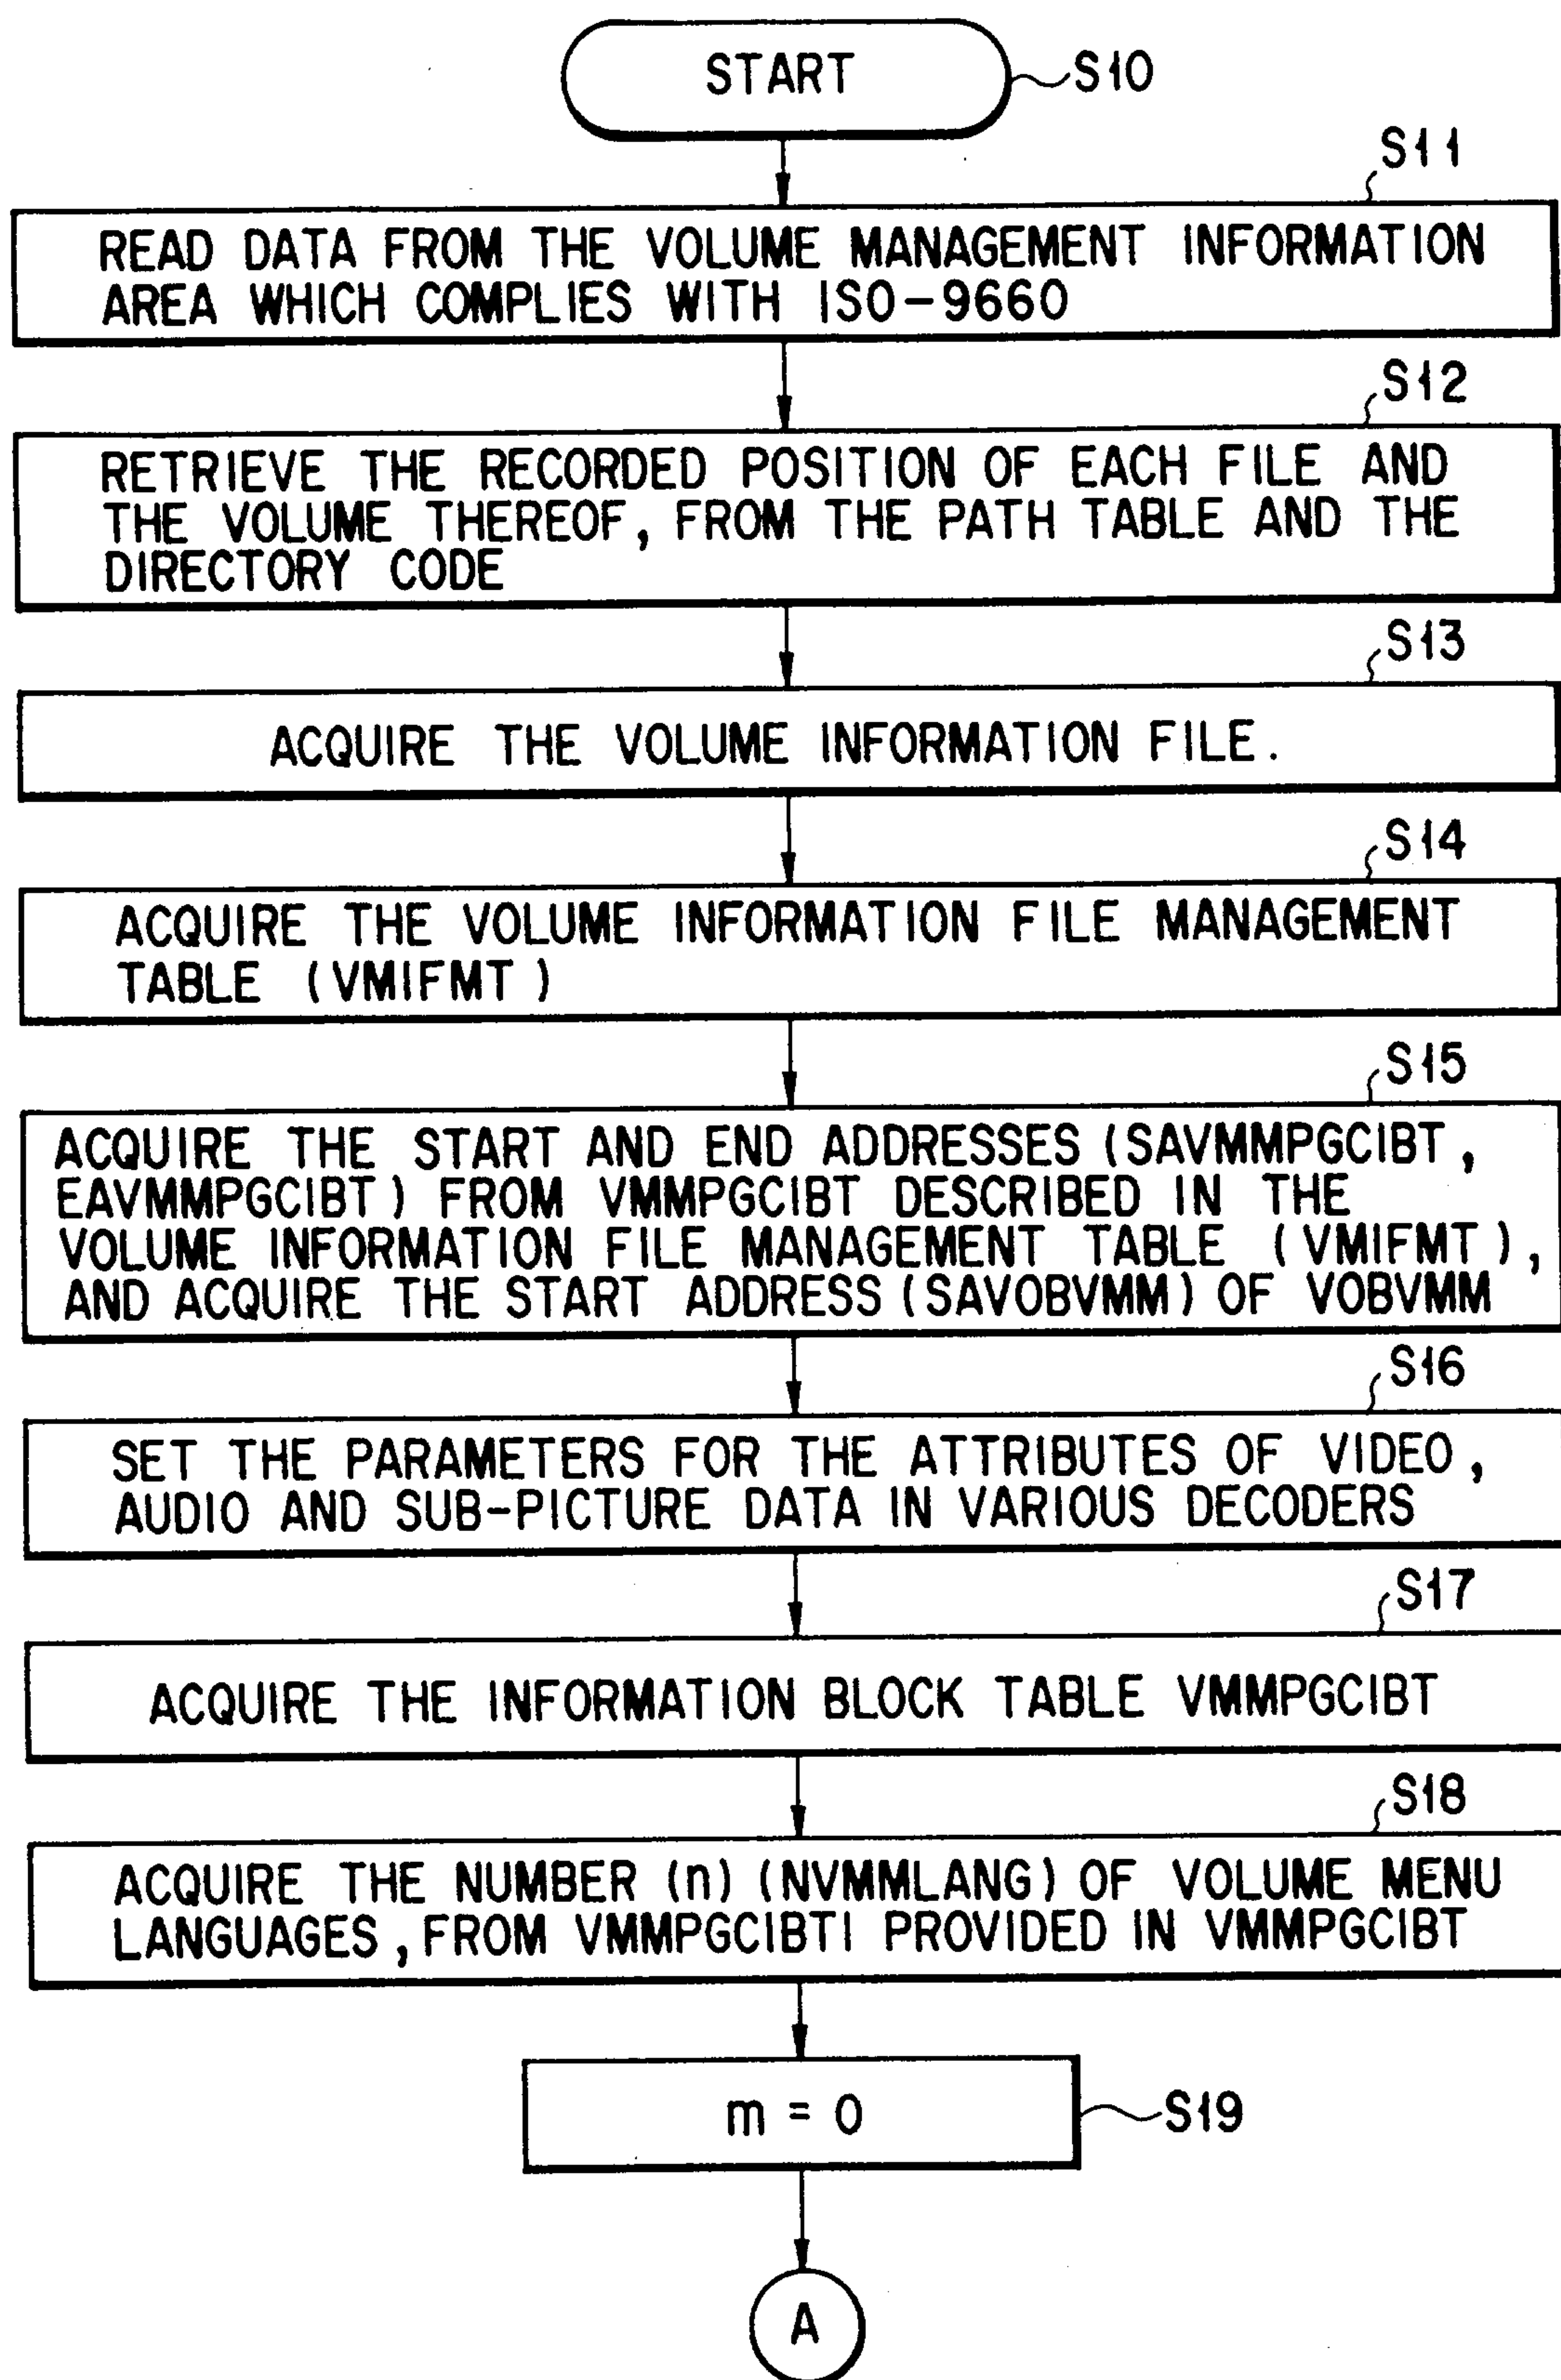 START
S10
S11
READ DATA FROM THE VOLUME MANAGEMENT INFORMATION
AREA WHICH COMPLIES WITH ISO-9660
S12
RETRIEVE THE RECORDED POSITION OF EACH FILE AND
THE VOLUME THEREOF, FROM THE PATH TABLE AND THE
DIRECTORY CODE
S13
ACQUIRE THE VOLUME INFORMATION FILE.
S14
ACQUIRE THE VOLUME INFORMATION FILE MANAGEMENT
TABLE (VMIFMT)
S15
ACQUIRE THE START AND END ADDRESSES (SAVMMPGCIBT,
EAVMMPGCIBT) FROM VMMPGCIBT DESCRIBED IN THE
VOLUME INFORMATION FILE MANAGEMENT TABLE (VMIFMT),
AND ACQUIRE THE START ADDRESS (SAVOBVMM) OF VOBVMM
S16
SET THE PARAMETERS FOR THE ATTRIBUTES OF VIDEO,
AUDIO AND SUB-PICTURE DATA IN VARIOUS DECODERS
S17
ACQUIRE THE INFORMATION BLOCK TABLE VMMPGCIBT
S18
ACQUIRE THE NUMBER (n) (NVMMLANG) OF VOLUME MENU
LANGUAGES, FROM VMMPGCIBTI PROVIDED IN VMMPGCIBT
m = 0
S19
A